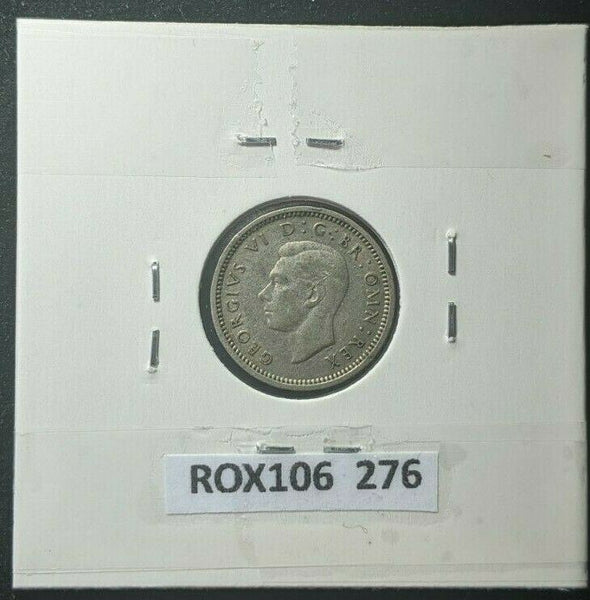 GEORGIVS VI D:G:BR:OMN:REX
ROX106 276